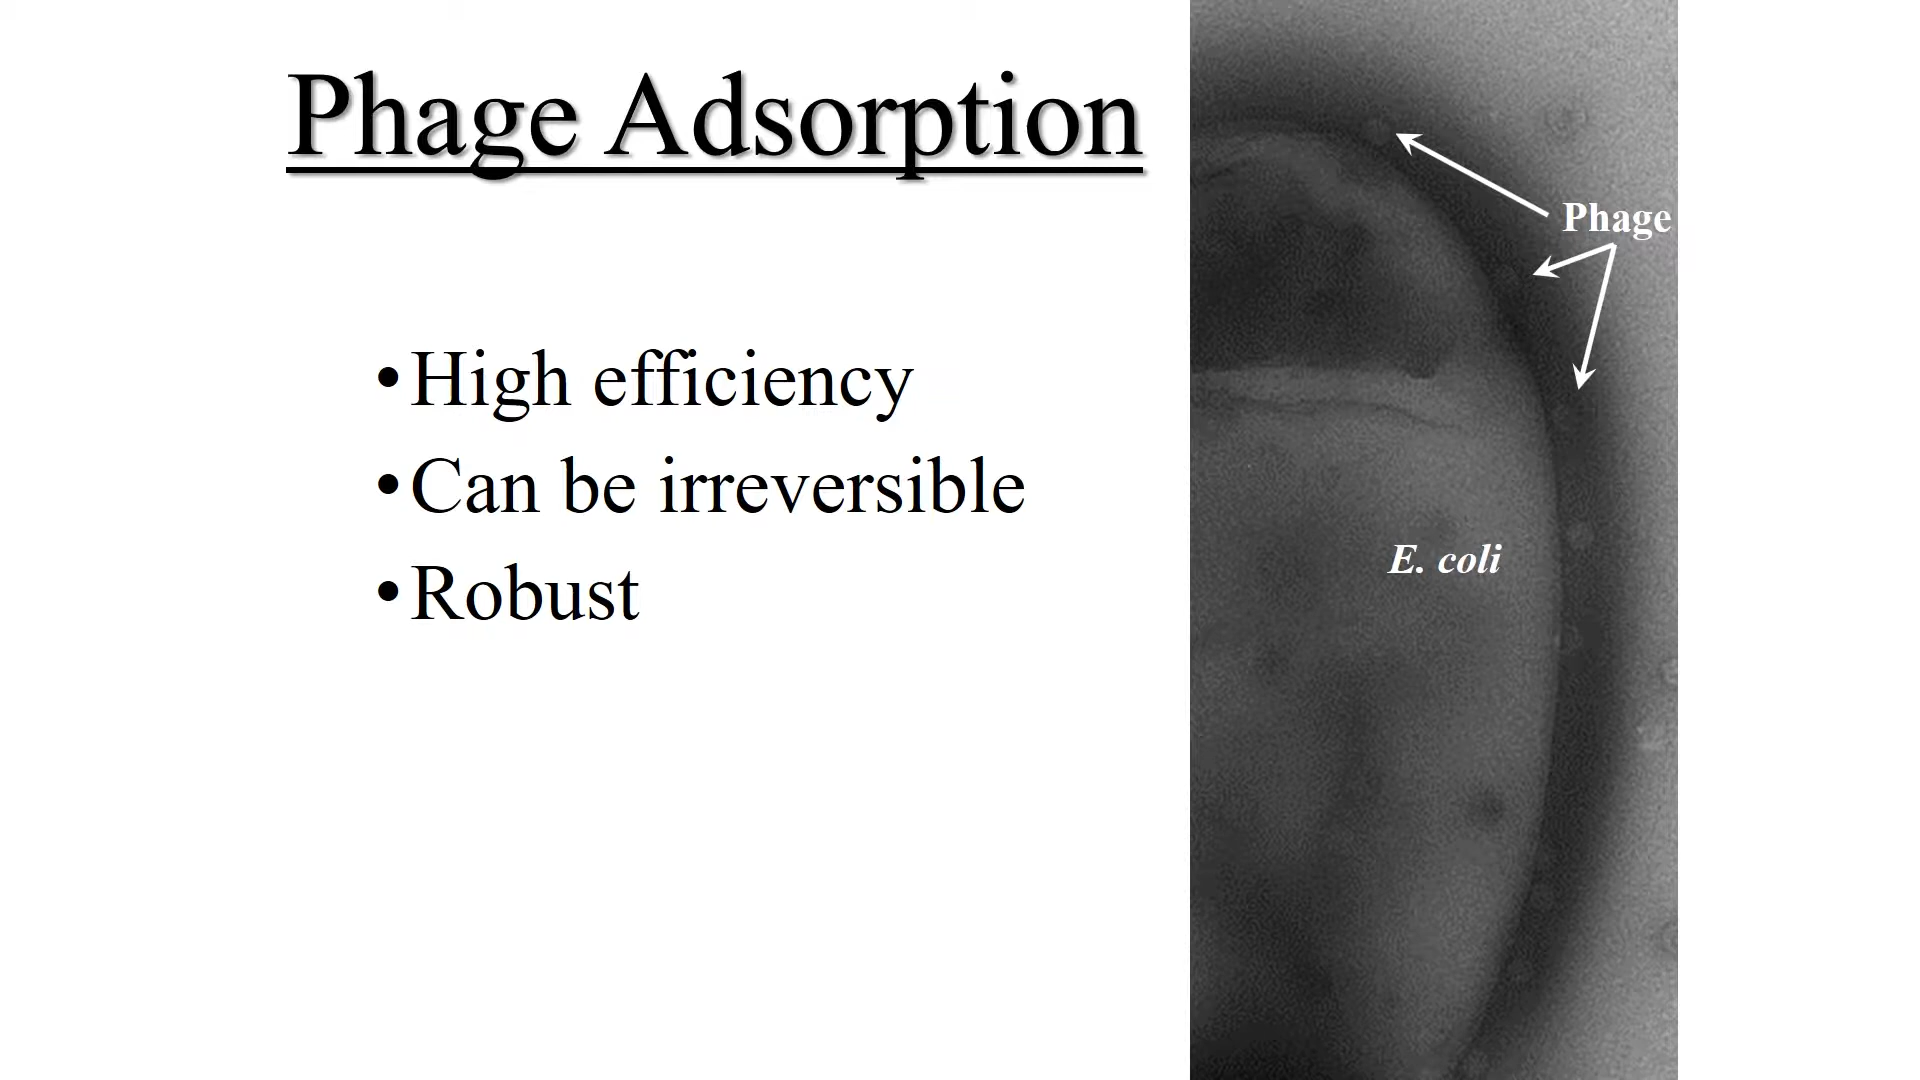 Phage Adsorption
•High efficiency
•Can be irreversible
•Robust
Phage
E. coli